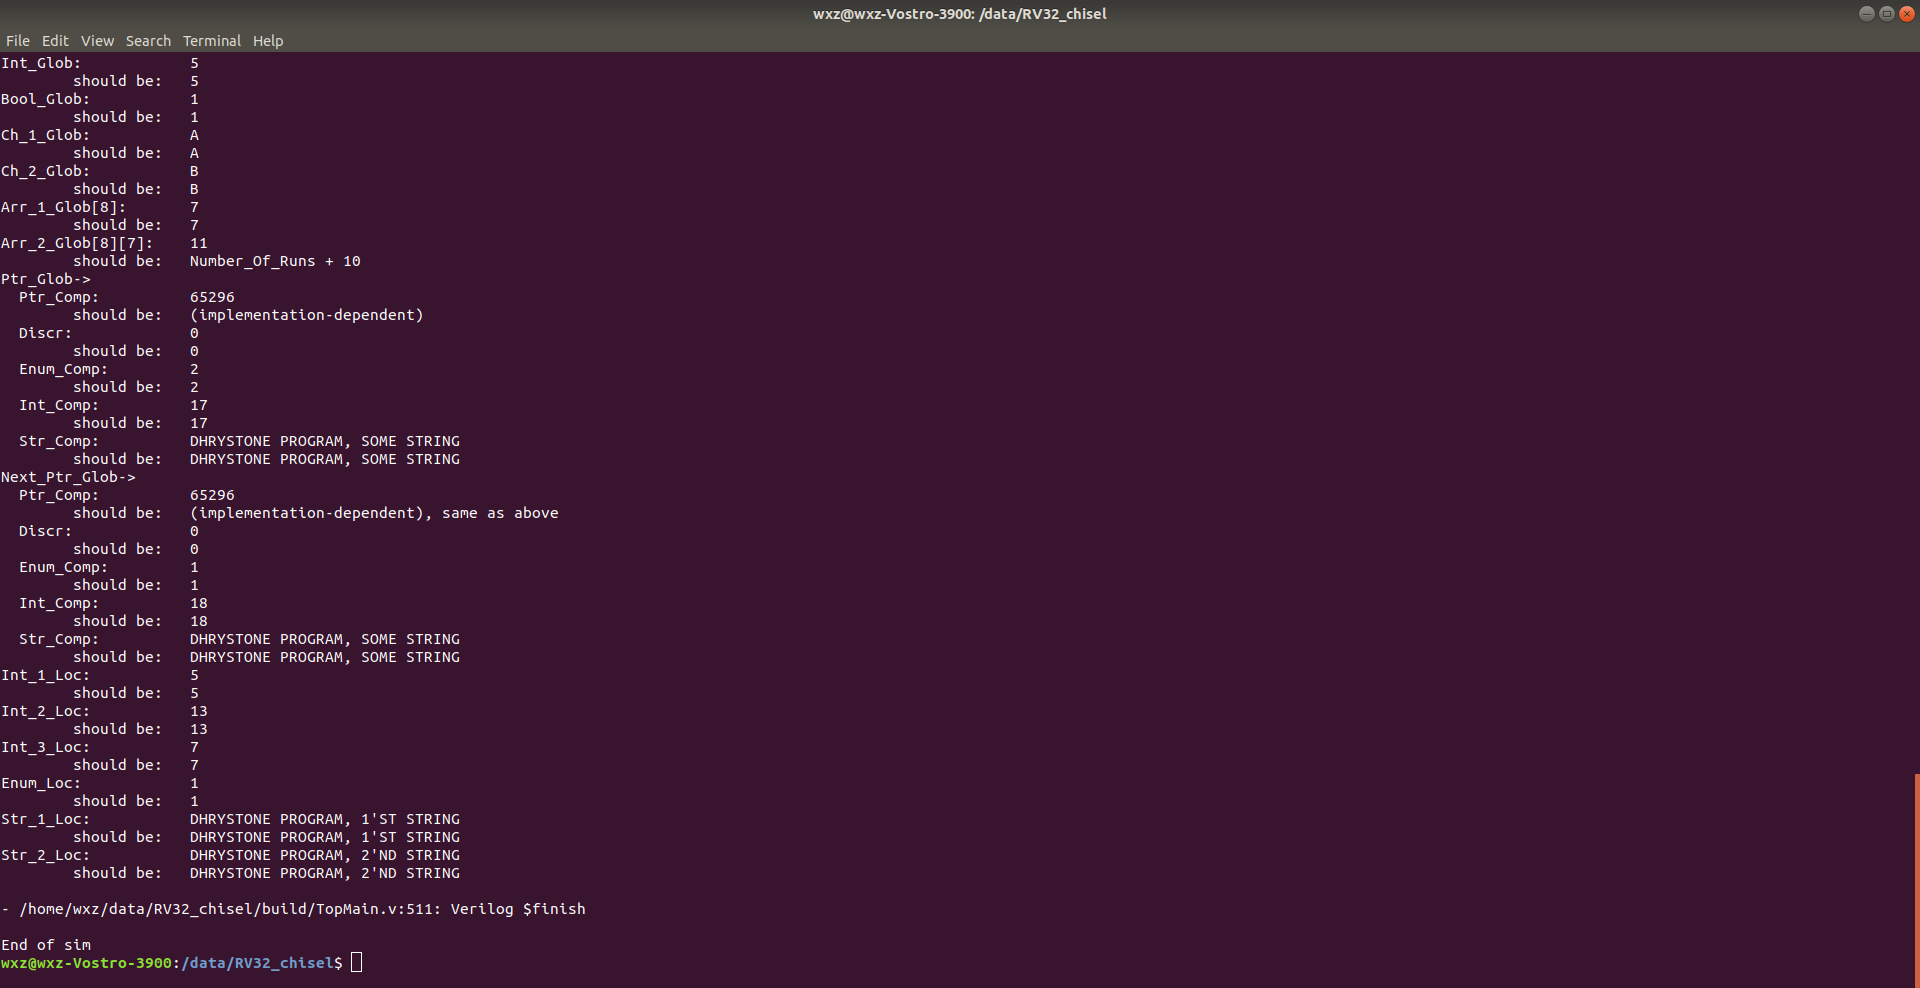 wxz@wxz-Vostro-3900: /data/RV32_chisel
File Edit View Search Terminal Help
Int_Glob:            5
        should be:   5
Bool_Glob:           1
        should be:   1
Ch_1_Glob:           A
        should be:   A
Ch_2_Glob:           B
        should be:   B
Arr_1_Glob[8]:       7
        should be:   7
Arr_2_Glob[8][7]:    11
        should be:   Number_Of_Runs + 10
Ptr_Glob->
  Ptr_Comp:          65296
        should be:   (implementation-dependent)
  Discr:             0
        should be:   0
  Enum_Comp:         2
        should be:   2
  Int_Comp:          17
        should be:   17
  Str_Comp:          DHRYSTONE PROGRAM, SOME STRING
        should be:   DHRYSTONE PROGRAM, SOME STRING
Next_Ptr_Glob->
  Ptr_Comp:          65296
        should be:   (implementation-dependent), same as above
  Discr:             0
        should be:   0
  Enum_Comp:         1
        should be:   1
  Int_Comp:          18
        should be:   18
  Str_Comp:          DHRYSTONE PROGRAM, SOME STRING
        should be:   DHRYSTONE PROGRAM, SOME STRING
Int_1_Loc:           5
        should be:   5
Int_2_Loc:           13
        should be:   13
Int_3_Loc:           7
        should be:   7
Enum_Loc:            1
        should be:   1
Str_1_Loc:           DHRYSTONE PROGRAM, 1'ST STRING
        should be:   DHRYSTONE PROGRAM, 1'ST STRING
Str_2_Loc:           DHRYSTONE PROGRAM, 2'ND STRING
        should be:   DHRYSTONE PROGRAM, 2'ND STRING
- /home/wxz/data/RV32_chisel/build/TopMain.v:511: Verilog $finish
End of sim
wxz@wxz-Vostro-3900:/data/RV32_chisel$